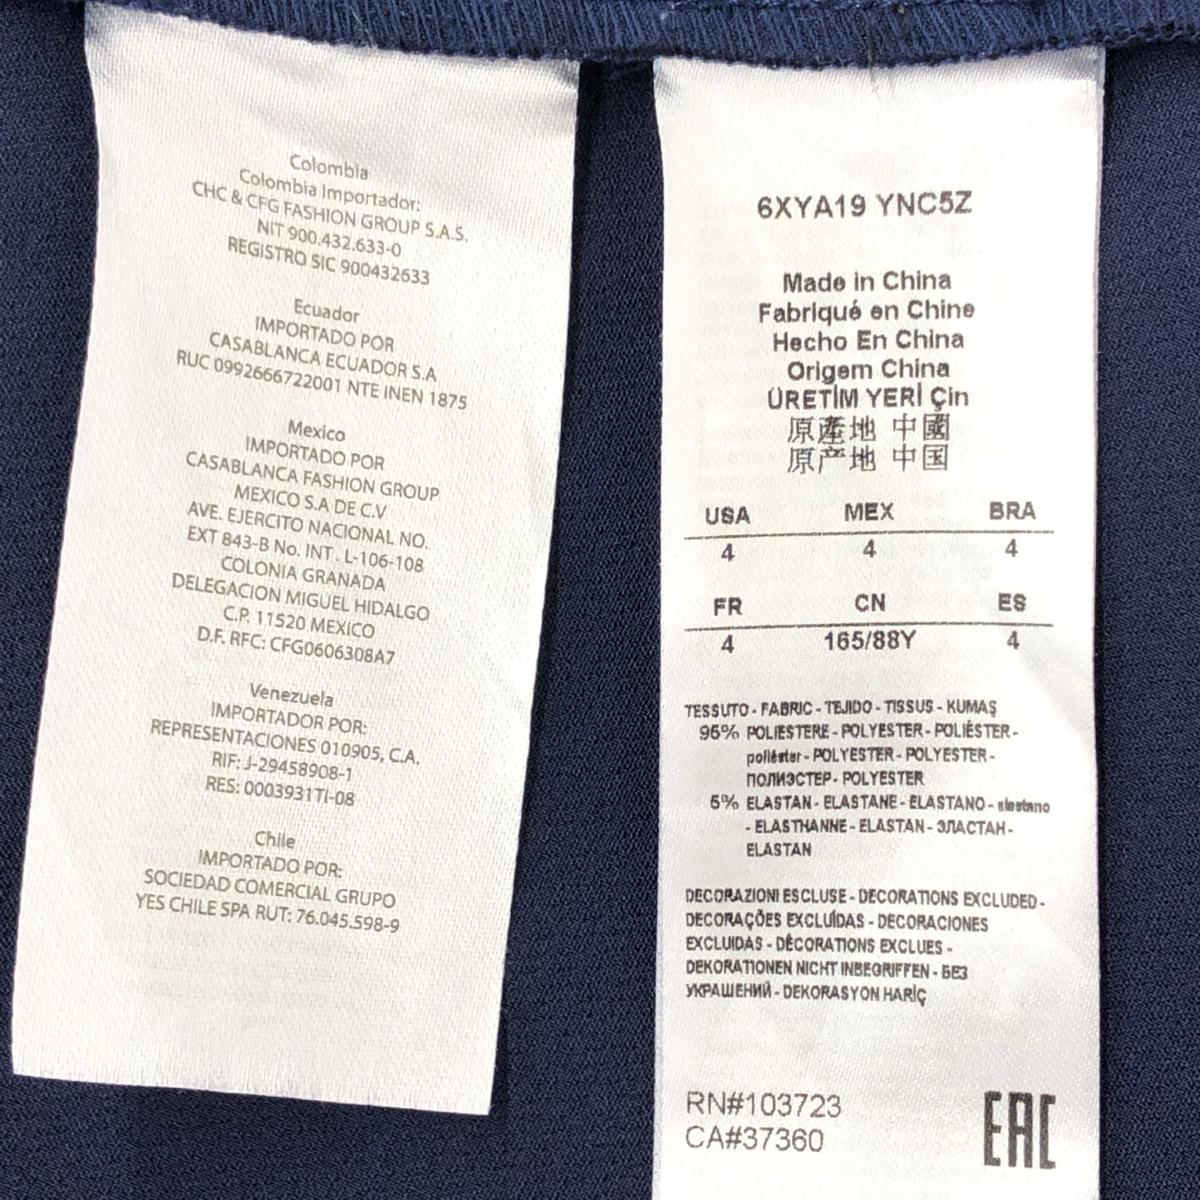 Colombia
Colombia Importador:
CHC & CFG FASHION GROUP S.A.S.
NIT 900.432.633-0
REGISTRO SIC 900432633
Ecuador
IMPORTADO POR
CASABLANCA ECUADOR S.A
RUC 0992666722001 NTE INEN 1875
Mexico
IMPORTADO POR
CASABLANCA FASHION GROUP
MEXICO S.A DE C.V
AVE. EJERCITO NACIONAL NO.
EXT 843-B No. INT. L-106-108
COLONIA GRANADA
DELEGACION MIGUEL HIDALGO
C.P. 11520 MEXICO
D.F. RFC: CFG0606308A7
Venezuela
IMPORTADOR POR:
REPRESENTACIONES 010905, C.A.
RIF: J-29458908-1
RES: 0003931TI-08
Chile
IMPORTADO POR:
SOCIEDAD COMERCIAL GRUPO
YES CHILE SPA RUT: 76.045.598-9
6XYA19 YNC5Z
Made in China
Fabriqué en Chine
Hecho En China
Origem China
ÜRETİM YERİ Çin
原產地 中國
原产地 中国
USA MEX BRA
4 4 4
FR CN ES
4 165/88Y 4
TESSUTO - FABRIC - TEJIDO - TISSUS - KUMAŞ
95% POLIESTERE - POLYESTER - POLIÉSTER -
poliéster - POLYESTER - POLYESTER -
ПОЛИЭСТЕР - POLYESTER
5% ELASTAN - ELASTANE - ELASTANO - elastano
- ELASTHANNE - ELASTAN - ЭЛАСТАН -
ELASTAN
DECORAZIONI ESCLUSE - DECORATIONS EXCLUDED -
DECORAÇÕES EXCLUÍDAS - DECORACIONES
EXCLUIDAS - DÉCORATIONS EXCLUES -
DEKORATIONEN NICHT INBEGRIFFEN - БЕЗ
УКРАШЕНИЙ - DEKORASYON HARİÇ
RN#103723
CA#37360
EAC